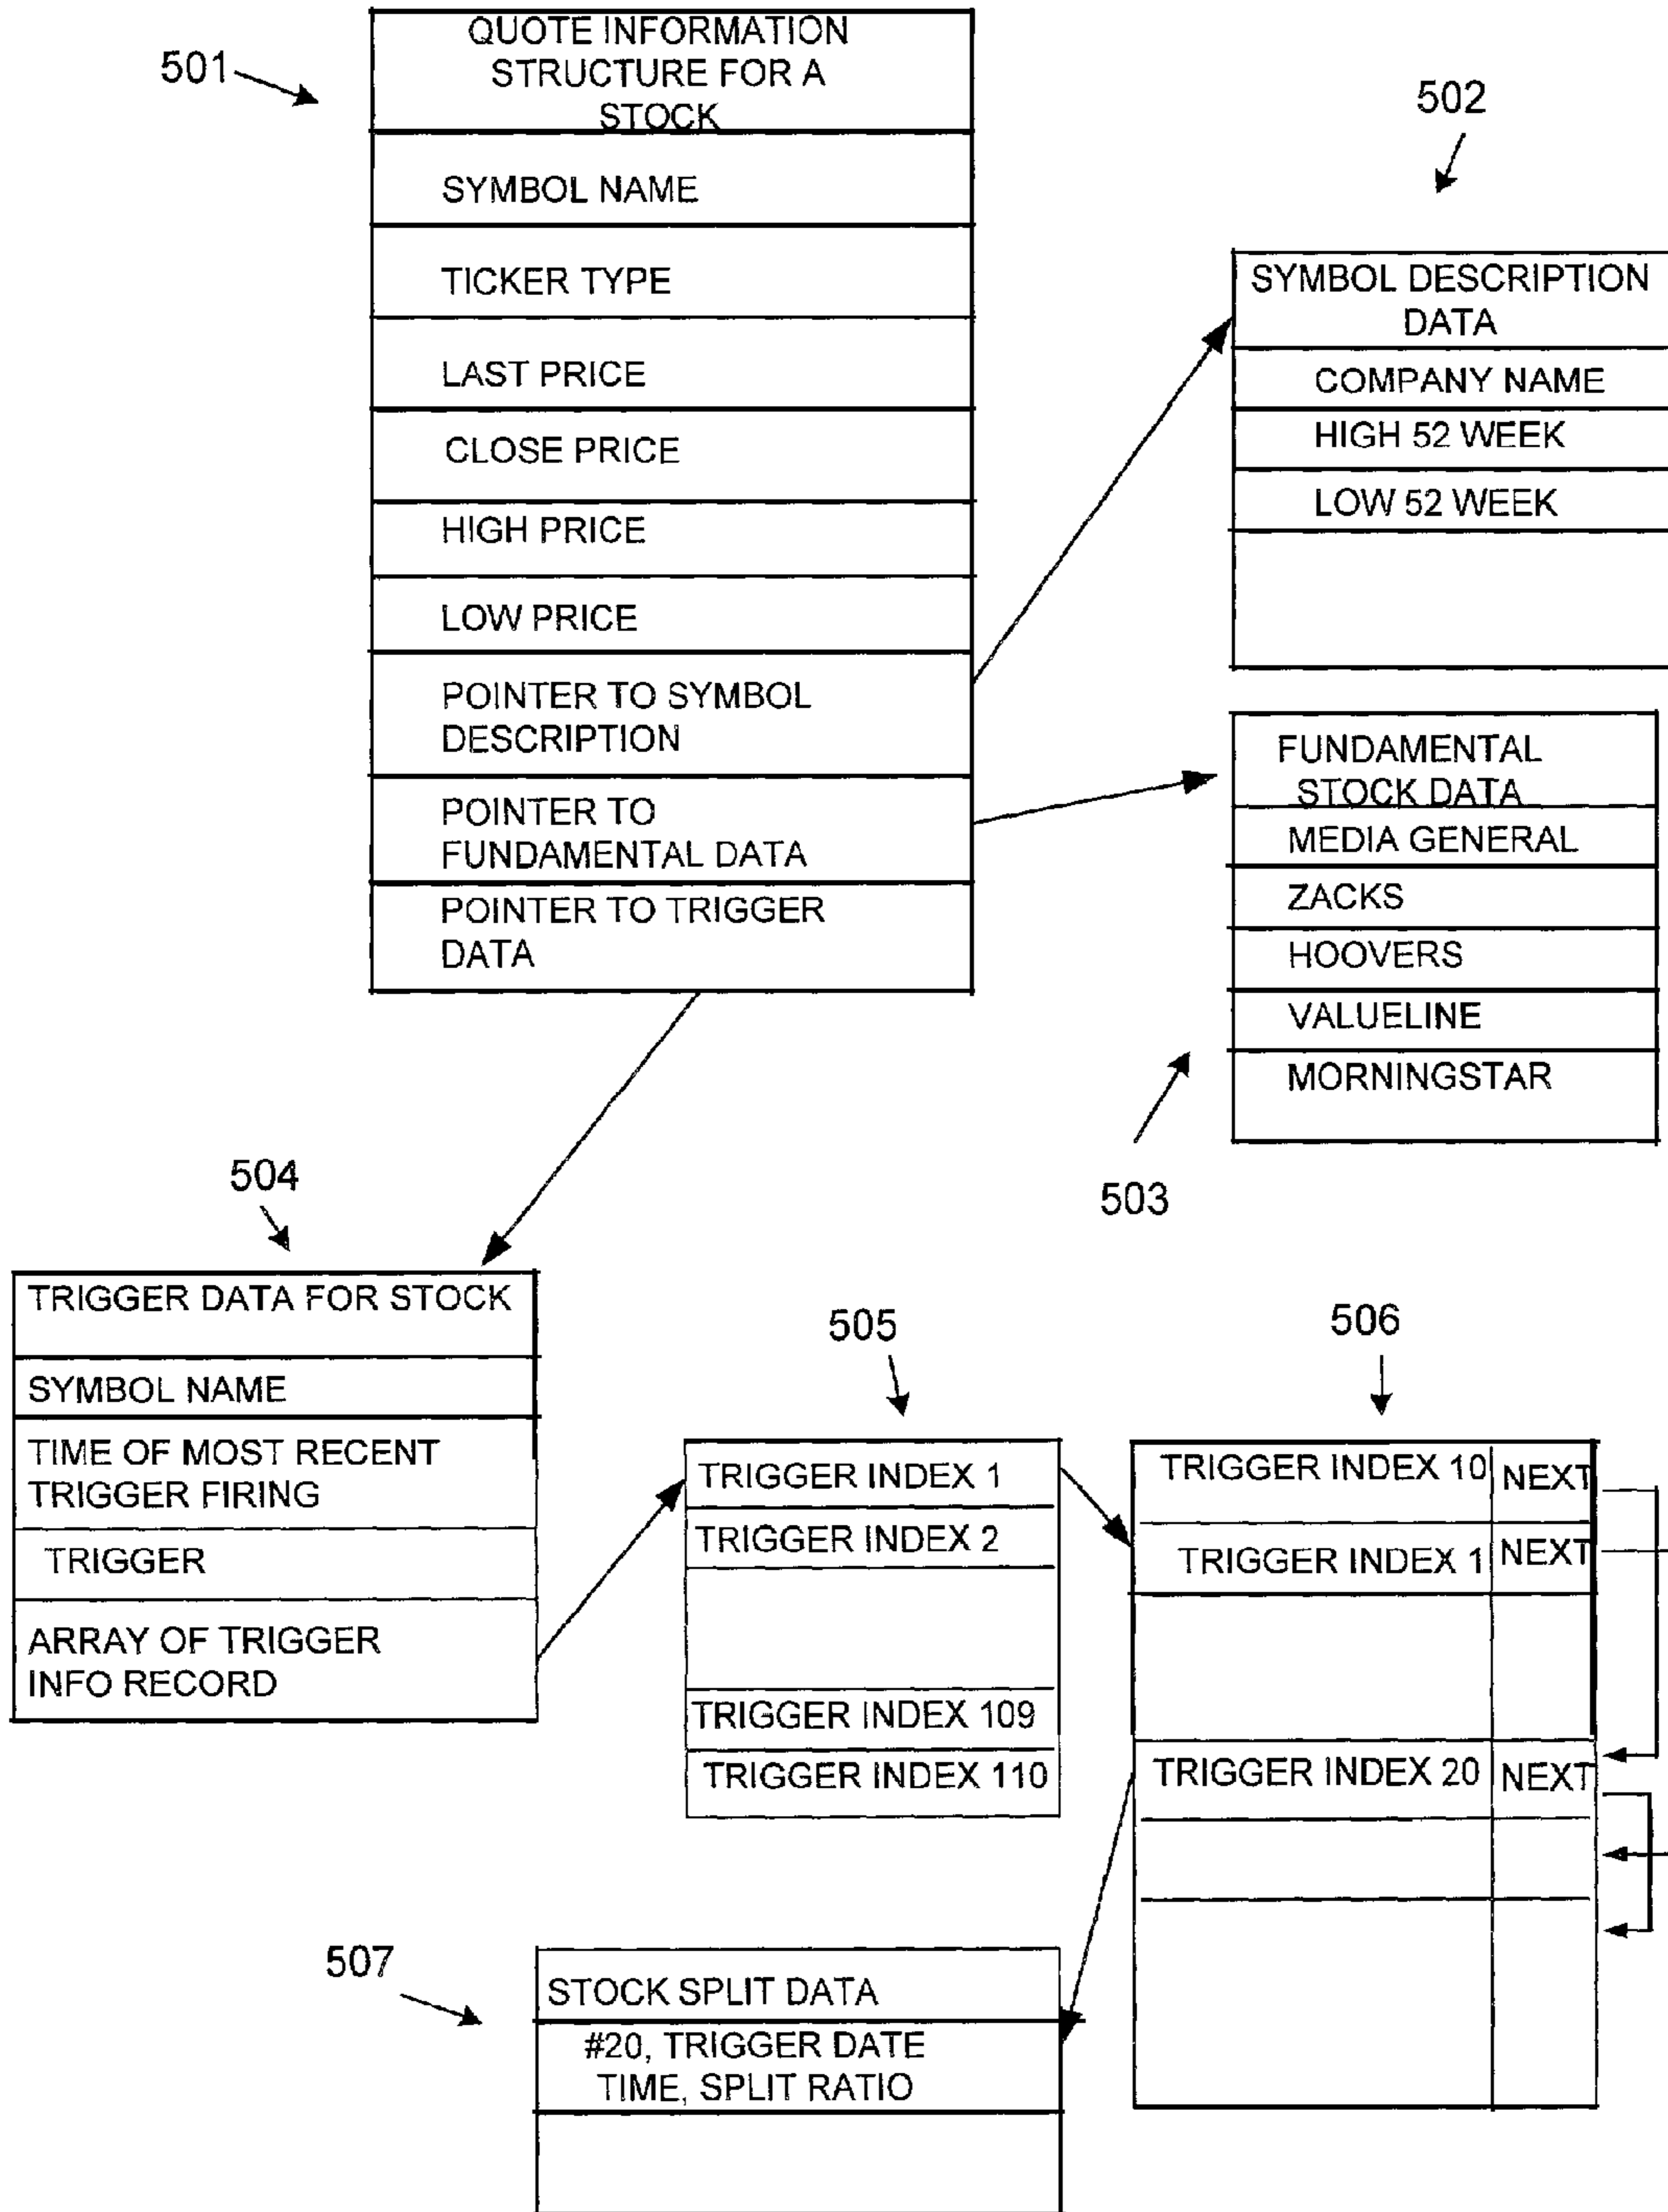 501
QUOTE INFORMATION
STRUCTURE FOR A
STOCK
SYMBOL NAME
TICKER TYPE
LAST PRICE
CLOSE PRICE
HIGH PRICE
LOW PRICE
POINTER TO SYMBOL
DESCRIPTION
POINTER TO
FUNDAMENTAL DATA
POINTER TO TRIGGER
DATA
502
SYMBOL DESCRIPTION
DATA
COMPANY NAME
HIGH 52 WEEK
LOW 52 WEEK
FUNDAMENTAL
STOCK DATA
MEDIA GENERAL
ZACKS
HOOVERS
VALUELINE
MORNINGSTAR
503
504
TRIGGER DATA FOR STOCK
SYMBOL NAME
TIME OF MOST RECENT
TRIGGER FIRING
TRIGGER
ARRAY OF TRIGGER
INFO RECORD
505
TRIGGER INDEX 1
TRIGGER INDEX 2
TRIGGER INDEX 109
TRIGGER INDEX 110
506
TRIGGER INDEX 10 NEXT
TRIGGER INDEX 1 NEXT
TRIGGER INDEX 20 NEXT
507
STOCK SPLIT DATA
#20, TRIGGER DATE
TIME, SPLIT RATIO